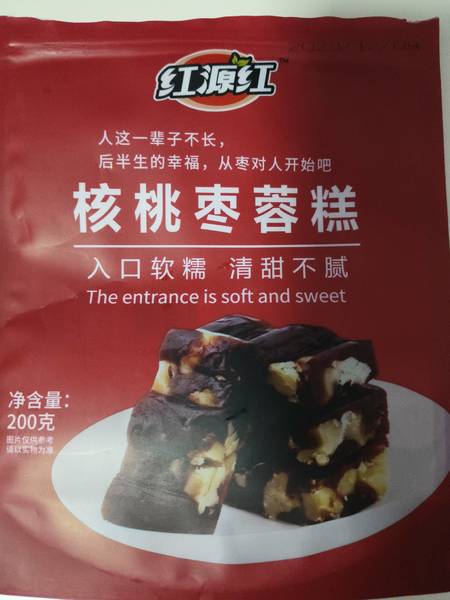 红源红
TM
人这一辈子不长，
后半生的幸福，从枣对人开始吧
核桃枣蓉糕
入口软糯 清甜不腻
The entrance is soft and sweet
净含量：
200克
图片仅供参考
请以实物为准